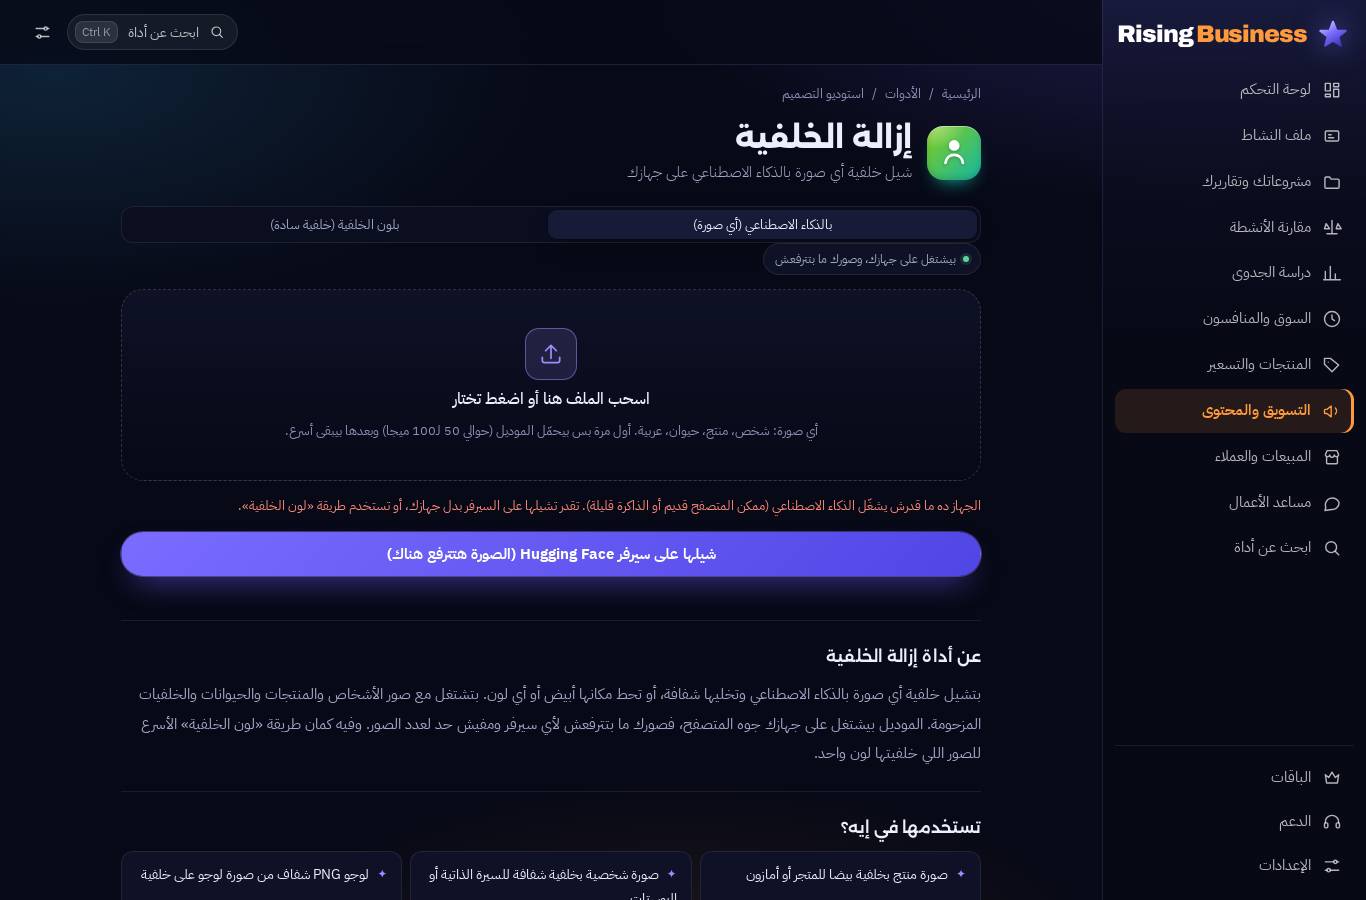 Rising Business
لوحة التحكم
ملف النشاط
مشروعاتك وتقاريرك
مقارنة الأنشطة
دراسة الجدوى
السوق والمنافسون
المنتجات والتسعير
التسويق والمحتوى
المبيعات والعملاء
مساعد الأعمال
ابحث عن أداة
الباقات
الدعم
الإعدادات
ابحث عن أداة Ctrl K
الرئيسية / الأدوات / استوديو التصميم
إزالة الخلفية
شيل خلفية أي صورة بالذكاء الاصطناعي على جهازك
بالذكاء الاصطناعي (أي صورة)
بلون الخلفية (خلفية سادة)
بيشتغل على جهازك، وصورك ما بتترفعش
اسحب الملف هنا أو اضغط تختار
أي صورة: شخص، منتج، حيوان، عربية. أول مرة بس بيحمّل الموديل (حوالي 50 لـ100 ميجا) وبعدها بيبقى أسرع.
الجهاز ده ما قدرش يشغّل الذكاء الاصطناعي (ممكن المتصفح قديم أو الذاكرة قليلة). تقدر تشيلها على السيرفر بدل جهازك، أو تستخدم طريقة «لون الخلفية».
شيلها على سيرفر Hugging Face (الصورة هتترفع هناك)
عن أداة إزالة الخلفية
بتشيل خلفية أي صورة بالذكاء الاصطناعي وتخليها شفافة، أو تحط مكانها أبيض أو أي لون. بتشتغل مع صور الأشخاص والمنتجات والحيوانات والخلفيات
المزحومة. الموديل بيشتغل على جهازك جوه المتصفح، فصورك ما بتترفعش لأي سيرفر ومفيش حد لعدد الصور. وفيه كمان طريقة «لون الخلفية» الأسرع
للصور اللي خلفيتها لون واحد.
تستخدمها في إيه؟
صورة منتج بخلفية بيضا للمتجر أو أمازون
صورة شخصية بخلفية شفافة للسيرة الذاتية أو
لوجو PNG شفاف من صورة لوجو على خلفية